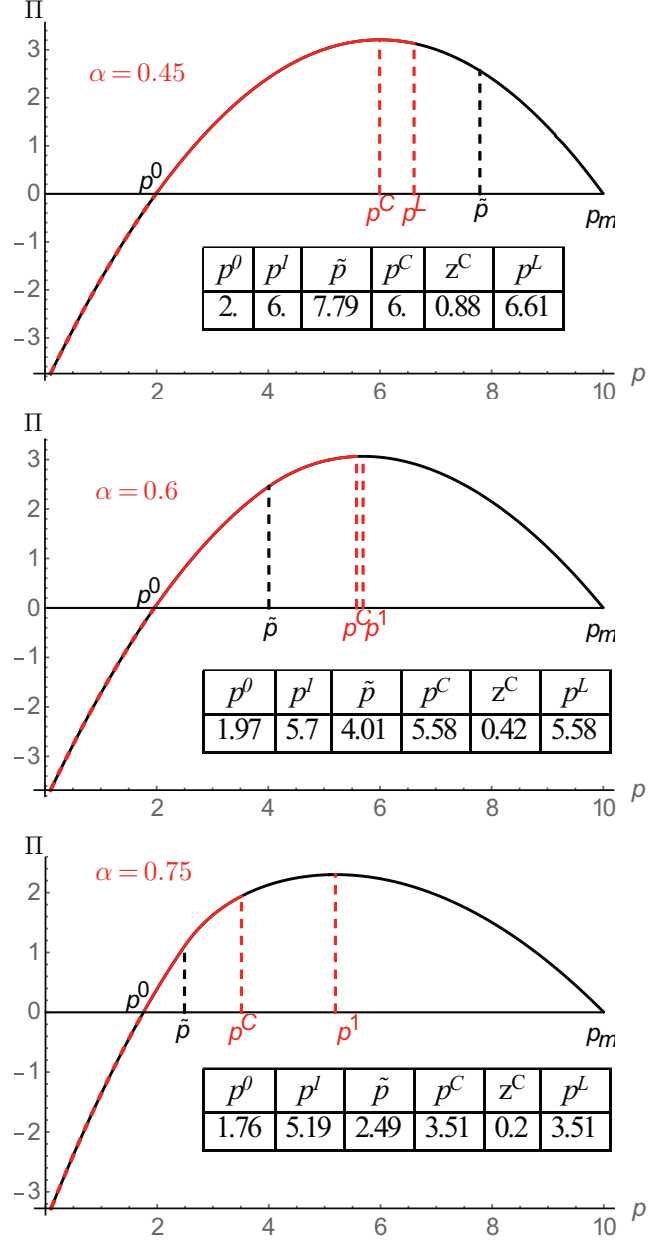 Π
3
α = 0.45
2
1
p⁰
0
p^C p^L p̃ p_m
−1
p⁰ p¹ p̃ p^C z^C p^L
2. 6. 7.79 6. 0.88 6.61
−2
−3
2 4 6 8 10 p
Π
3
α = 0.6
2
1
p⁰
0
p̃ p^C p¹ p_m
−1
p⁰ p¹ p̃ p^C z^C p^L
1.97 5.7 4.01 5.58 0.42 5.58
−2
−3
2 4 6 8 10 p
Π
α = 0.75
2
1
p⁰
0
p̃ p^C p¹ p_m
−1
p⁰ p¹ p̃ p^C z^C p^L
1.76 5.19 2.49 3.51 0.2 3.51
−2
−3
2 4 6 8 10 p